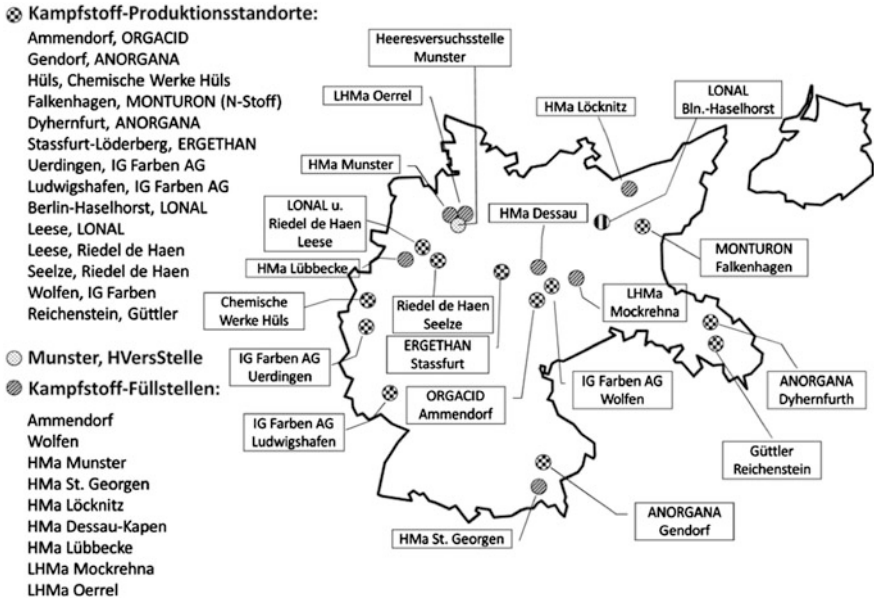 Kampfstoff-Produktionsstandorte:
Ammendorf, ORGACID
Gendorf, ANORGANA
Hüls, Chemische Werke Hüls
Falkenhagen, MONTURON (N-Stoff)
Dyhernfurt, ANORGANA
Stassfurt-Löderberg, ERGETHAN
Uerdingen, IG Farben AG
Ludwigshafen, IG Farben AG
Berlin-Haselhorst, LONAL
Leese, LONAL
Leese, Riedel de Haen
Seelze, Riedel de Haen
Wolfen, IG Farben
Reichenstein, Güttler
Munster, HVersStelle
Kampfstoff-Füllstellen:
Ammendorf
Wolfen
HMa Munster
HMa St. Georgen
HMa Löcknitz
HMa Dessau-Kapen
HMa Lübbecke
LHMa Mockrehna
LHMa Oerrel
Heeresversuchsstelle
Munster
LHMa Oerrel
HMa Löcknitz
LONAL
Bln.-Haselhorst
HMa Munster
LONAL u.
Riedel de Haen
Leese
HMa Dessau
MONTURON
Falkenhagen
HMa Lübbecke
Chemische
Werke Hüls
Riedel de Haen
Seelze
LHMa
Mockrehna
ERGETHAN
Stassfurt
IG Farben AG
Uerdingen
ORGACID
Ammendorf
IG Farben AG
Wolfen
ANORGANA
Dyhernfurth
IG Farben AG
Ludwigshafen
Güttler
Reichenstein
HMa St. Georgen
ANORGANA
Gendorf